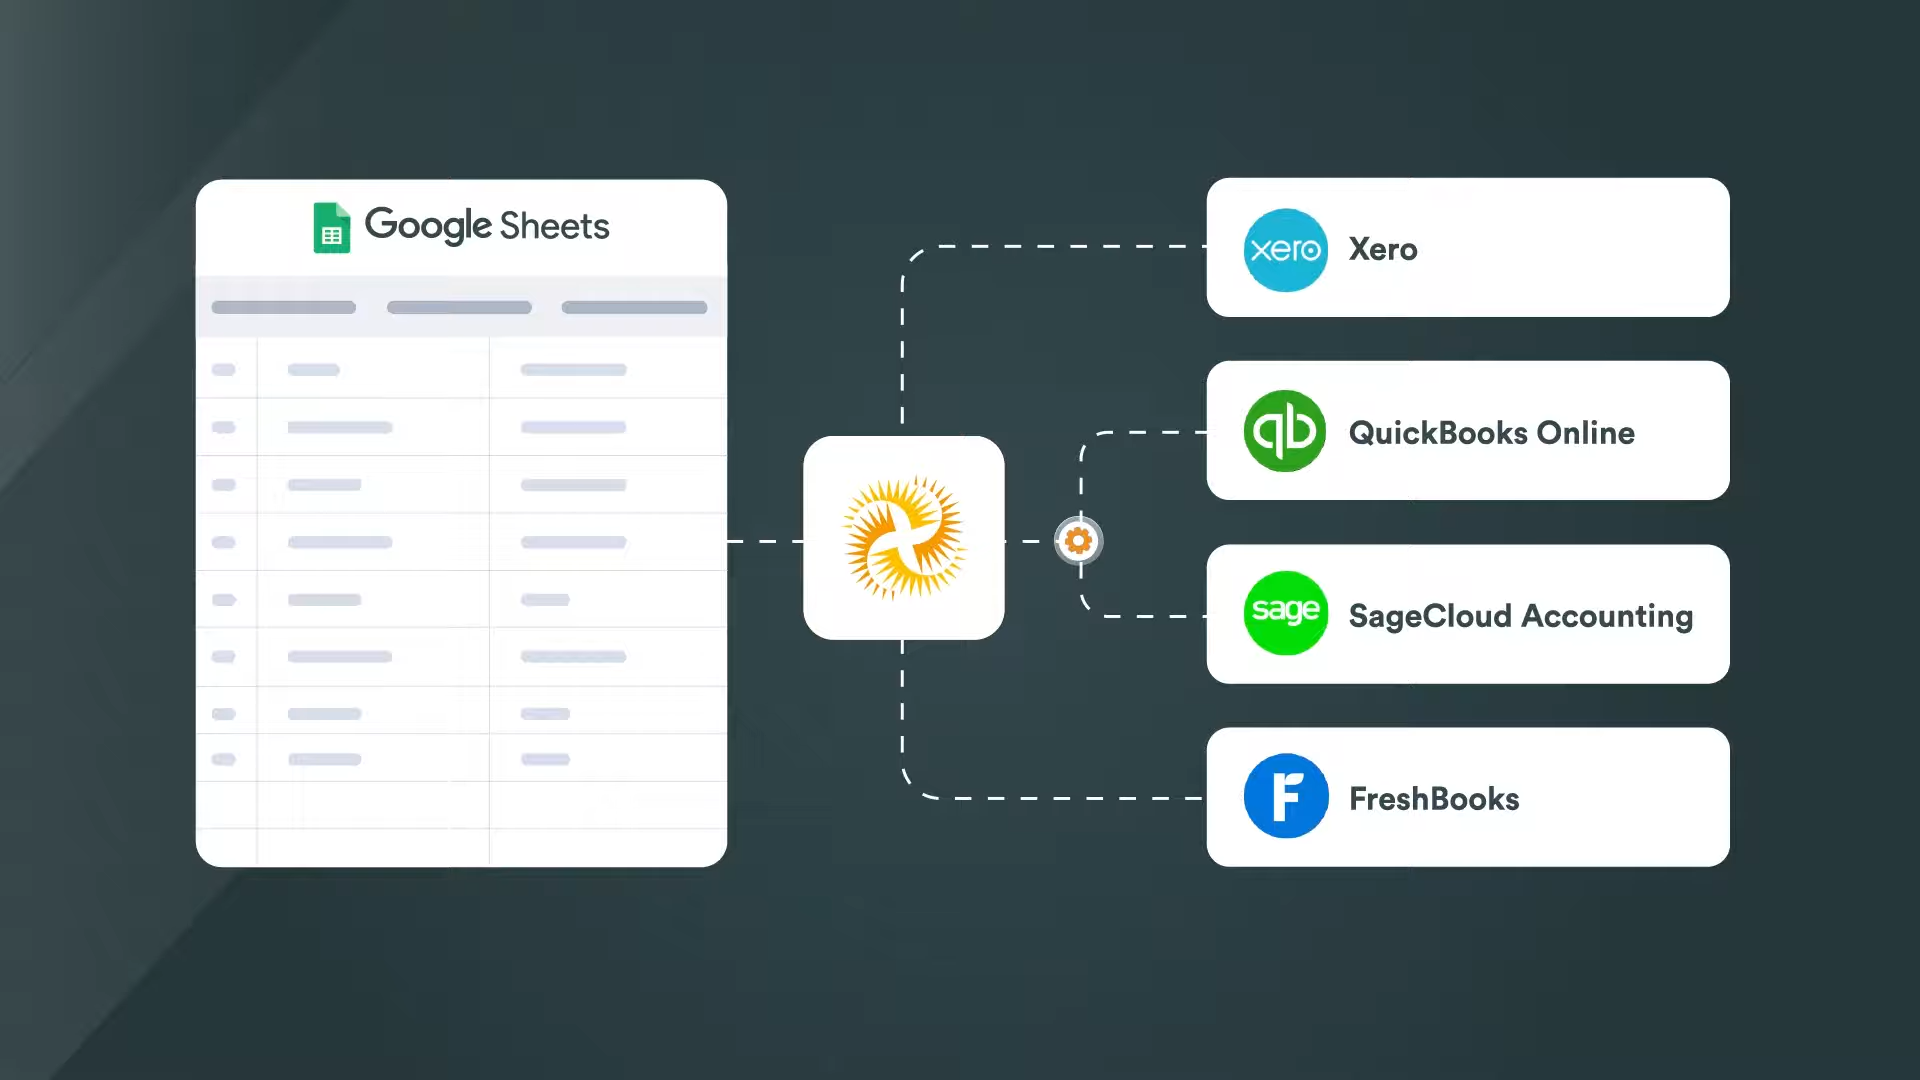 Google Sheets
xero
Xero
qb
QuickBooks Online
sage
SageCloud Accounting
F
FreshBooks